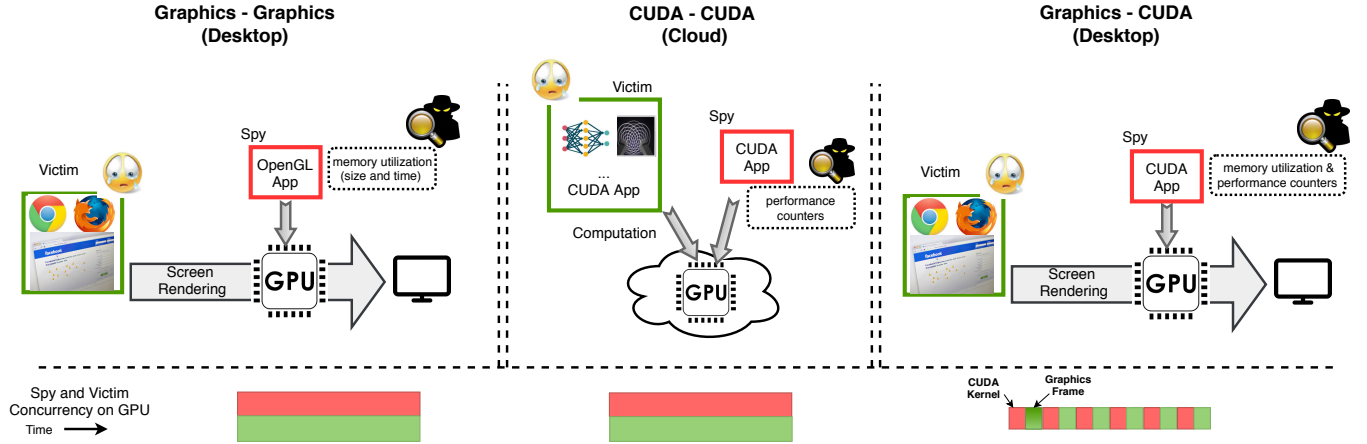 Graphics - Graphics
(Desktop)
CUDA - CUDA
(Cloud)
Graphics - CUDA
(Desktop)
Victim
Spy
OpenGL
App
memory utilization
(size and time)
Screen
Rendering
GPU
Victim
...
CUDA App
Spy
CUDA
App
performance
counters
Computation
GPU
Victim
Spy
CUDA
App
memory utilization &
performance counters
Screen
Rendering
GPU
Spy and Victim
Concurrency on GPU
Time
CUDA
Kernel
Graphics
Frame